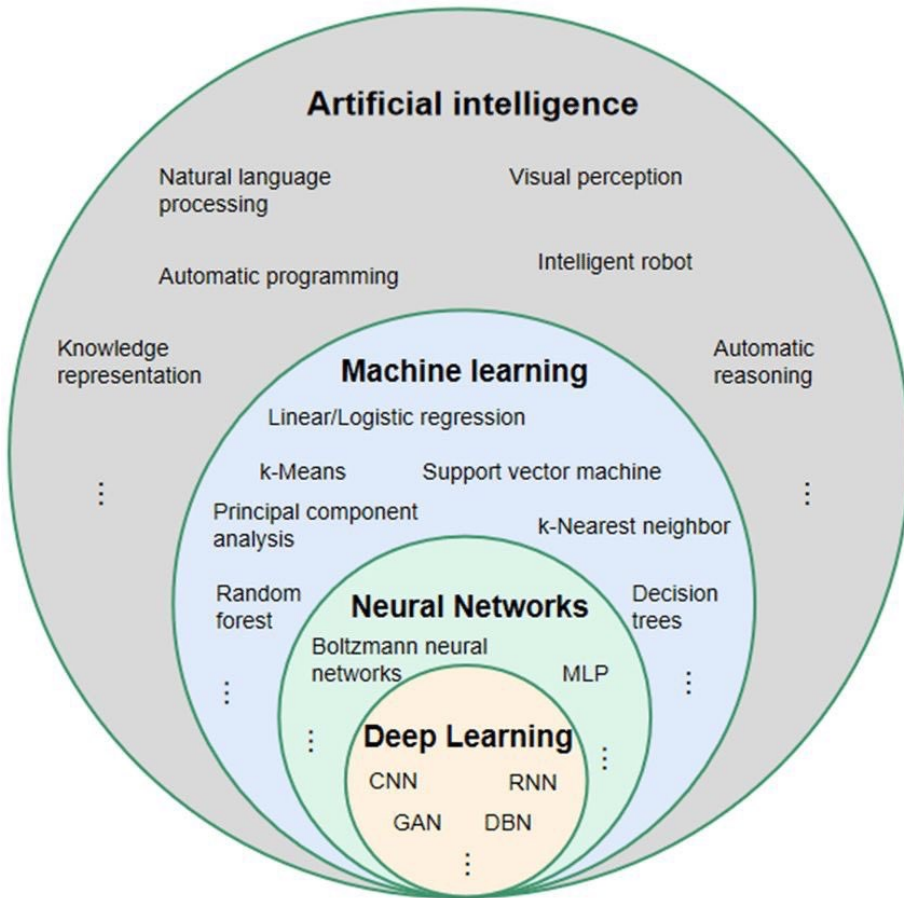 Artificial intelligence
Natural language
processing
Visual perception
Automatic programming
Intelligent robot
Knowledge
representation
Automatic
reasoning
⋮
⋮
Machine learning
Linear/Logistic regression
k-Means
Support vector machine
Principal component
analysis
k-Nearest neighbor
Random
forest
Decision
trees
⋮
⋮
Neural Networks
Boltzmann neural
networks
MLP
⋮
⋮
Deep Learning
CNN
RNN
GAN
DBN
⋮